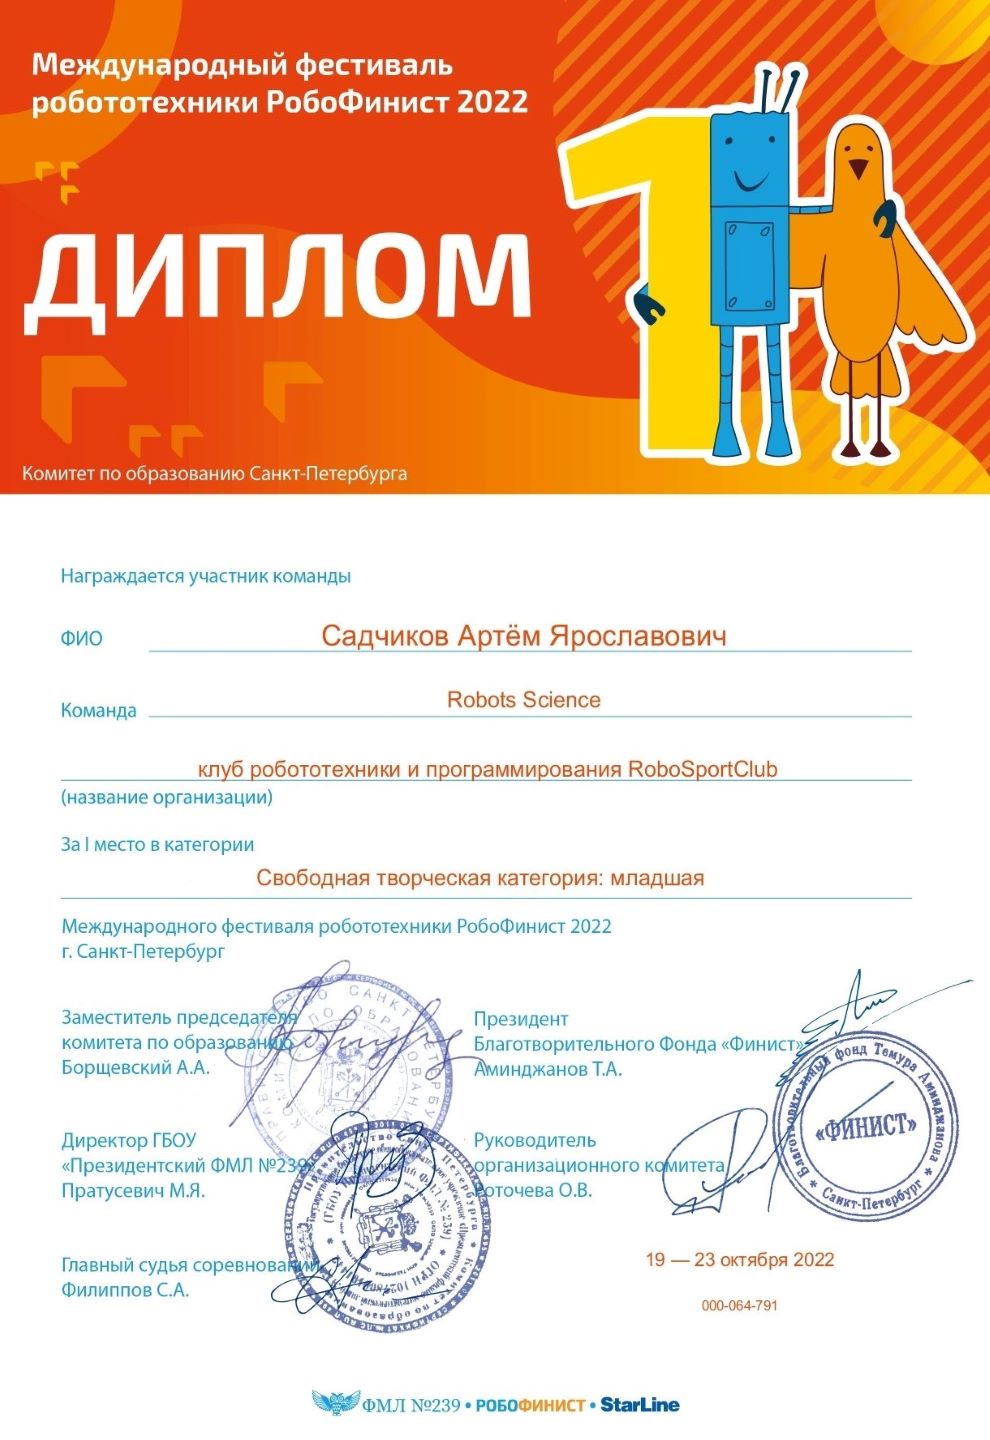 Международный фестиваль
робототехники РобоФинист 2022
ДИПЛОМ
Комитет по образованию Санкт-Петербурга
Награждается участник команды
ФИО Садчиков Артём Ярославович
Команда Robots Science
клуб робототехники и программирования RoboSportClub
(название организации)
За I место в категории
Свободная творческая категория: младшая
Международного фестиваля робототехники РобоФинист 2022
г. Санкт-Петербург
Заместитель председателя
комитета по образованию
Борщевский А.А.
Президент
Благотворительного Фонда «Финист»
Аминджанов Т.А.
Благотворительный фонд Темура Аминджанова
«ФИНИСТ»
* Санкт-Петербург *
Директор ГБОУ
«Президентский ФМЛ №239»
Пратусевич М.Я.
Руководитель
организационного комитета
Роточева О.В.
Главный судья соревнований
Филиппов С.А.
19 — 23 октября 2022
000-064-791
ФМЛ №239 • РОБОФИНИСТ • StarLine